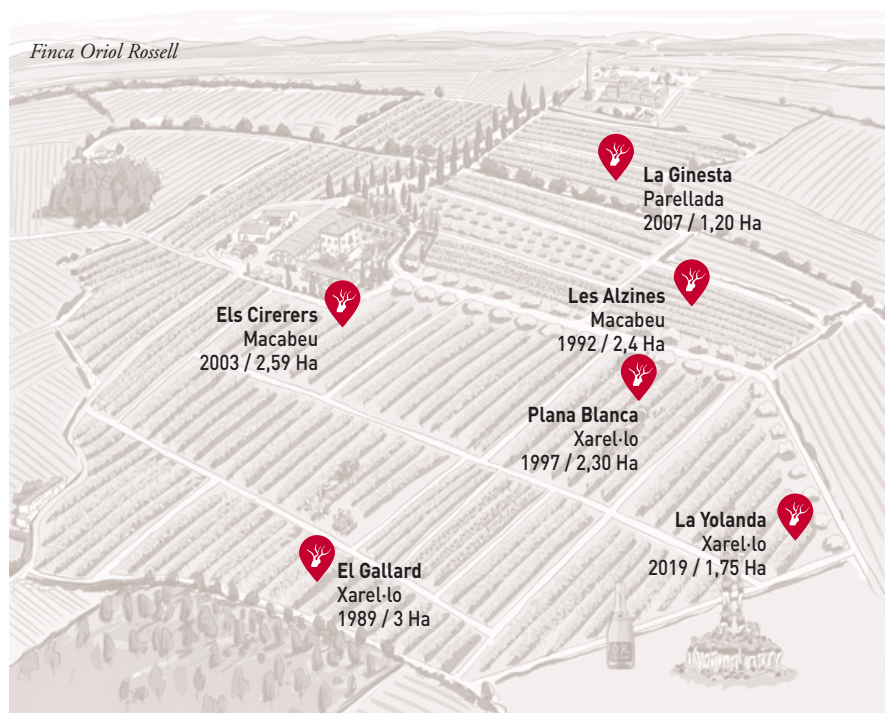 Finca Oriol Rossell
La Ginesta
Parellada
2007 / 1,20 Ha
Les Alzines
Macabeu
1992 / 2,4 Ha
Els Cirerers
Macabeu
2003 / 2,59 Ha
Plana Blanca
Xarel·lo
1997 / 2,30 Ha
La Yolanda
Xarel·lo
2019 / 1,75 Ha
El Gallard
Xarel·lo
1989 / 3 Ha